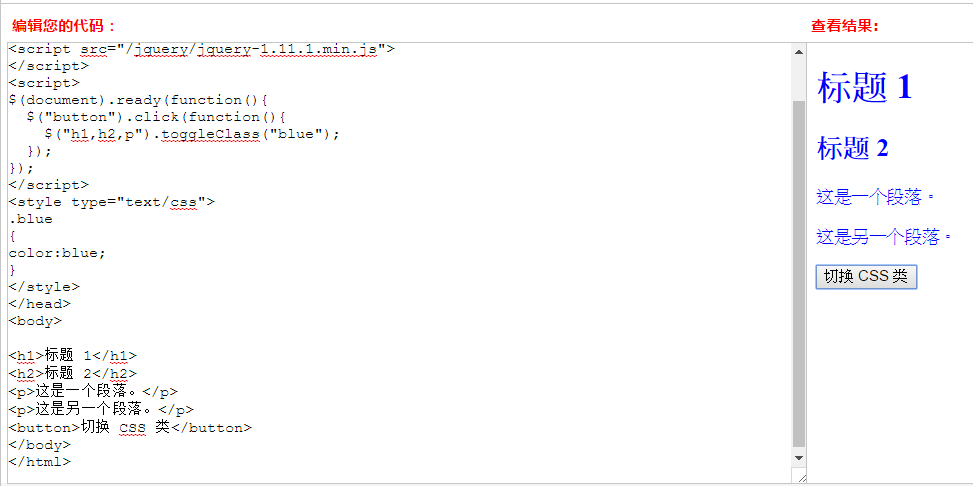 编辑您的代码：
查看结果:
<script src="/jquery/jquery-1.11.1.min.js">
</script>
<script>
$(document).ready(function(){
  $("button").click(function(){
    $("h1,h2,p").toggleClass("blue");
  });
});
</script>
<style type="text/css">
.blue
{
color:blue;
}
</style>
</head>
<body>

<h1>标题 1</h1>
<h2>标题 2</h2>
<p>这是一个段落。</p>
<p>这是另一个段落。</p>
<button>切换 CSS 类</button>
</body>
</html>
标题 1
标题 2
这是一个段落。
这是另一个段落。
切换 CSS 类